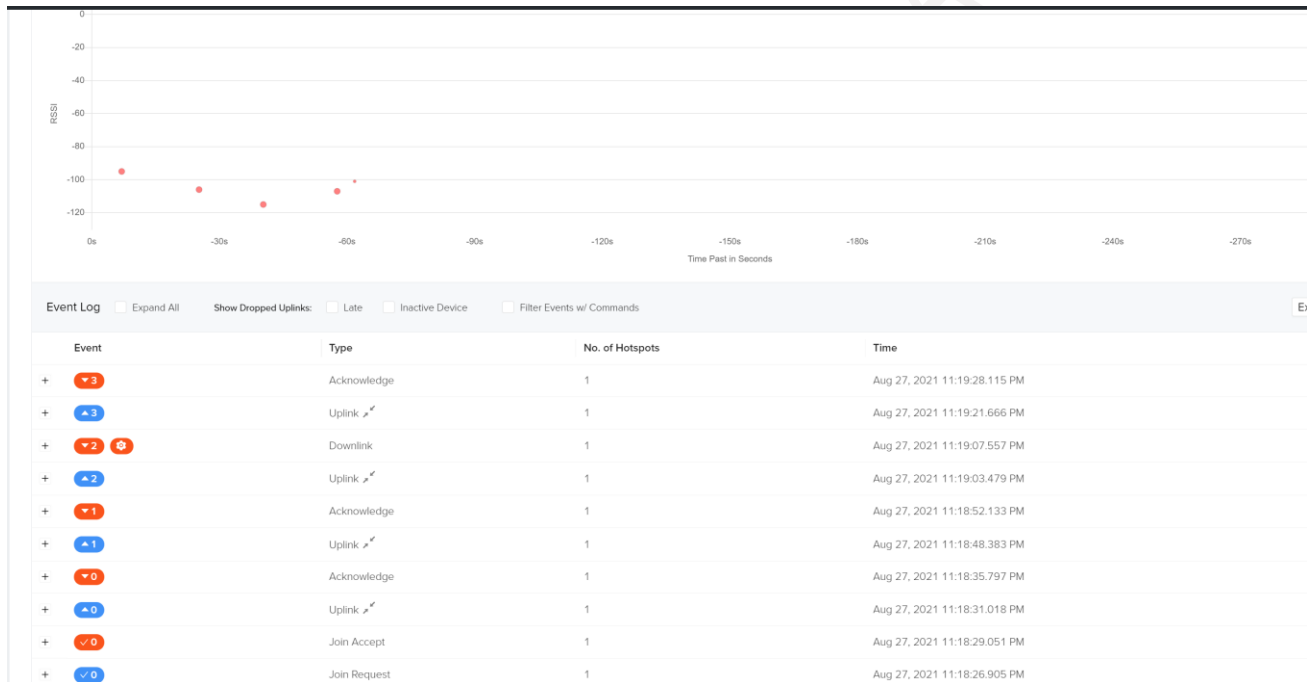 0
-20
-40
-60
-80
-100
-120
RSSI
0s -30s -60s -90s -120s -150s -180s -210s -240s -270s
Time Past in Seconds
Event Log Expand All Show Dropped Uplinks: Late Inactive Device Filter Events w/ Commands Ex
Event Type No. of Hotspots Time
+ 3 Acknowledge 1 Aug 27, 2021 11:19:28.115 PM
+ 3 Uplink 1 Aug 27, 2021 11:19:21.666 PM
+ 2 Downlink 1 Aug 27, 2021 11:19:07.557 PM
+ 2 Uplink 1 Aug 27, 2021 11:19:03.479 PM
+ 1 Acknowledge 1 Aug 27, 2021 11:18:52.133 PM
+ 1 Uplink 1 Aug 27, 2021 11:18:48.383 PM
+ 0 Acknowledge 1 Aug 27, 2021 11:18:35.797 PM
+ 0 Uplink 1 Aug 27, 2021 11:18:31.018 PM
+ 0 Join Accept 1 Aug 27, 2021 11:18:29.051 PM
+ 0 Join Request 1 Aug 27, 2021 11:18:26.905 PM